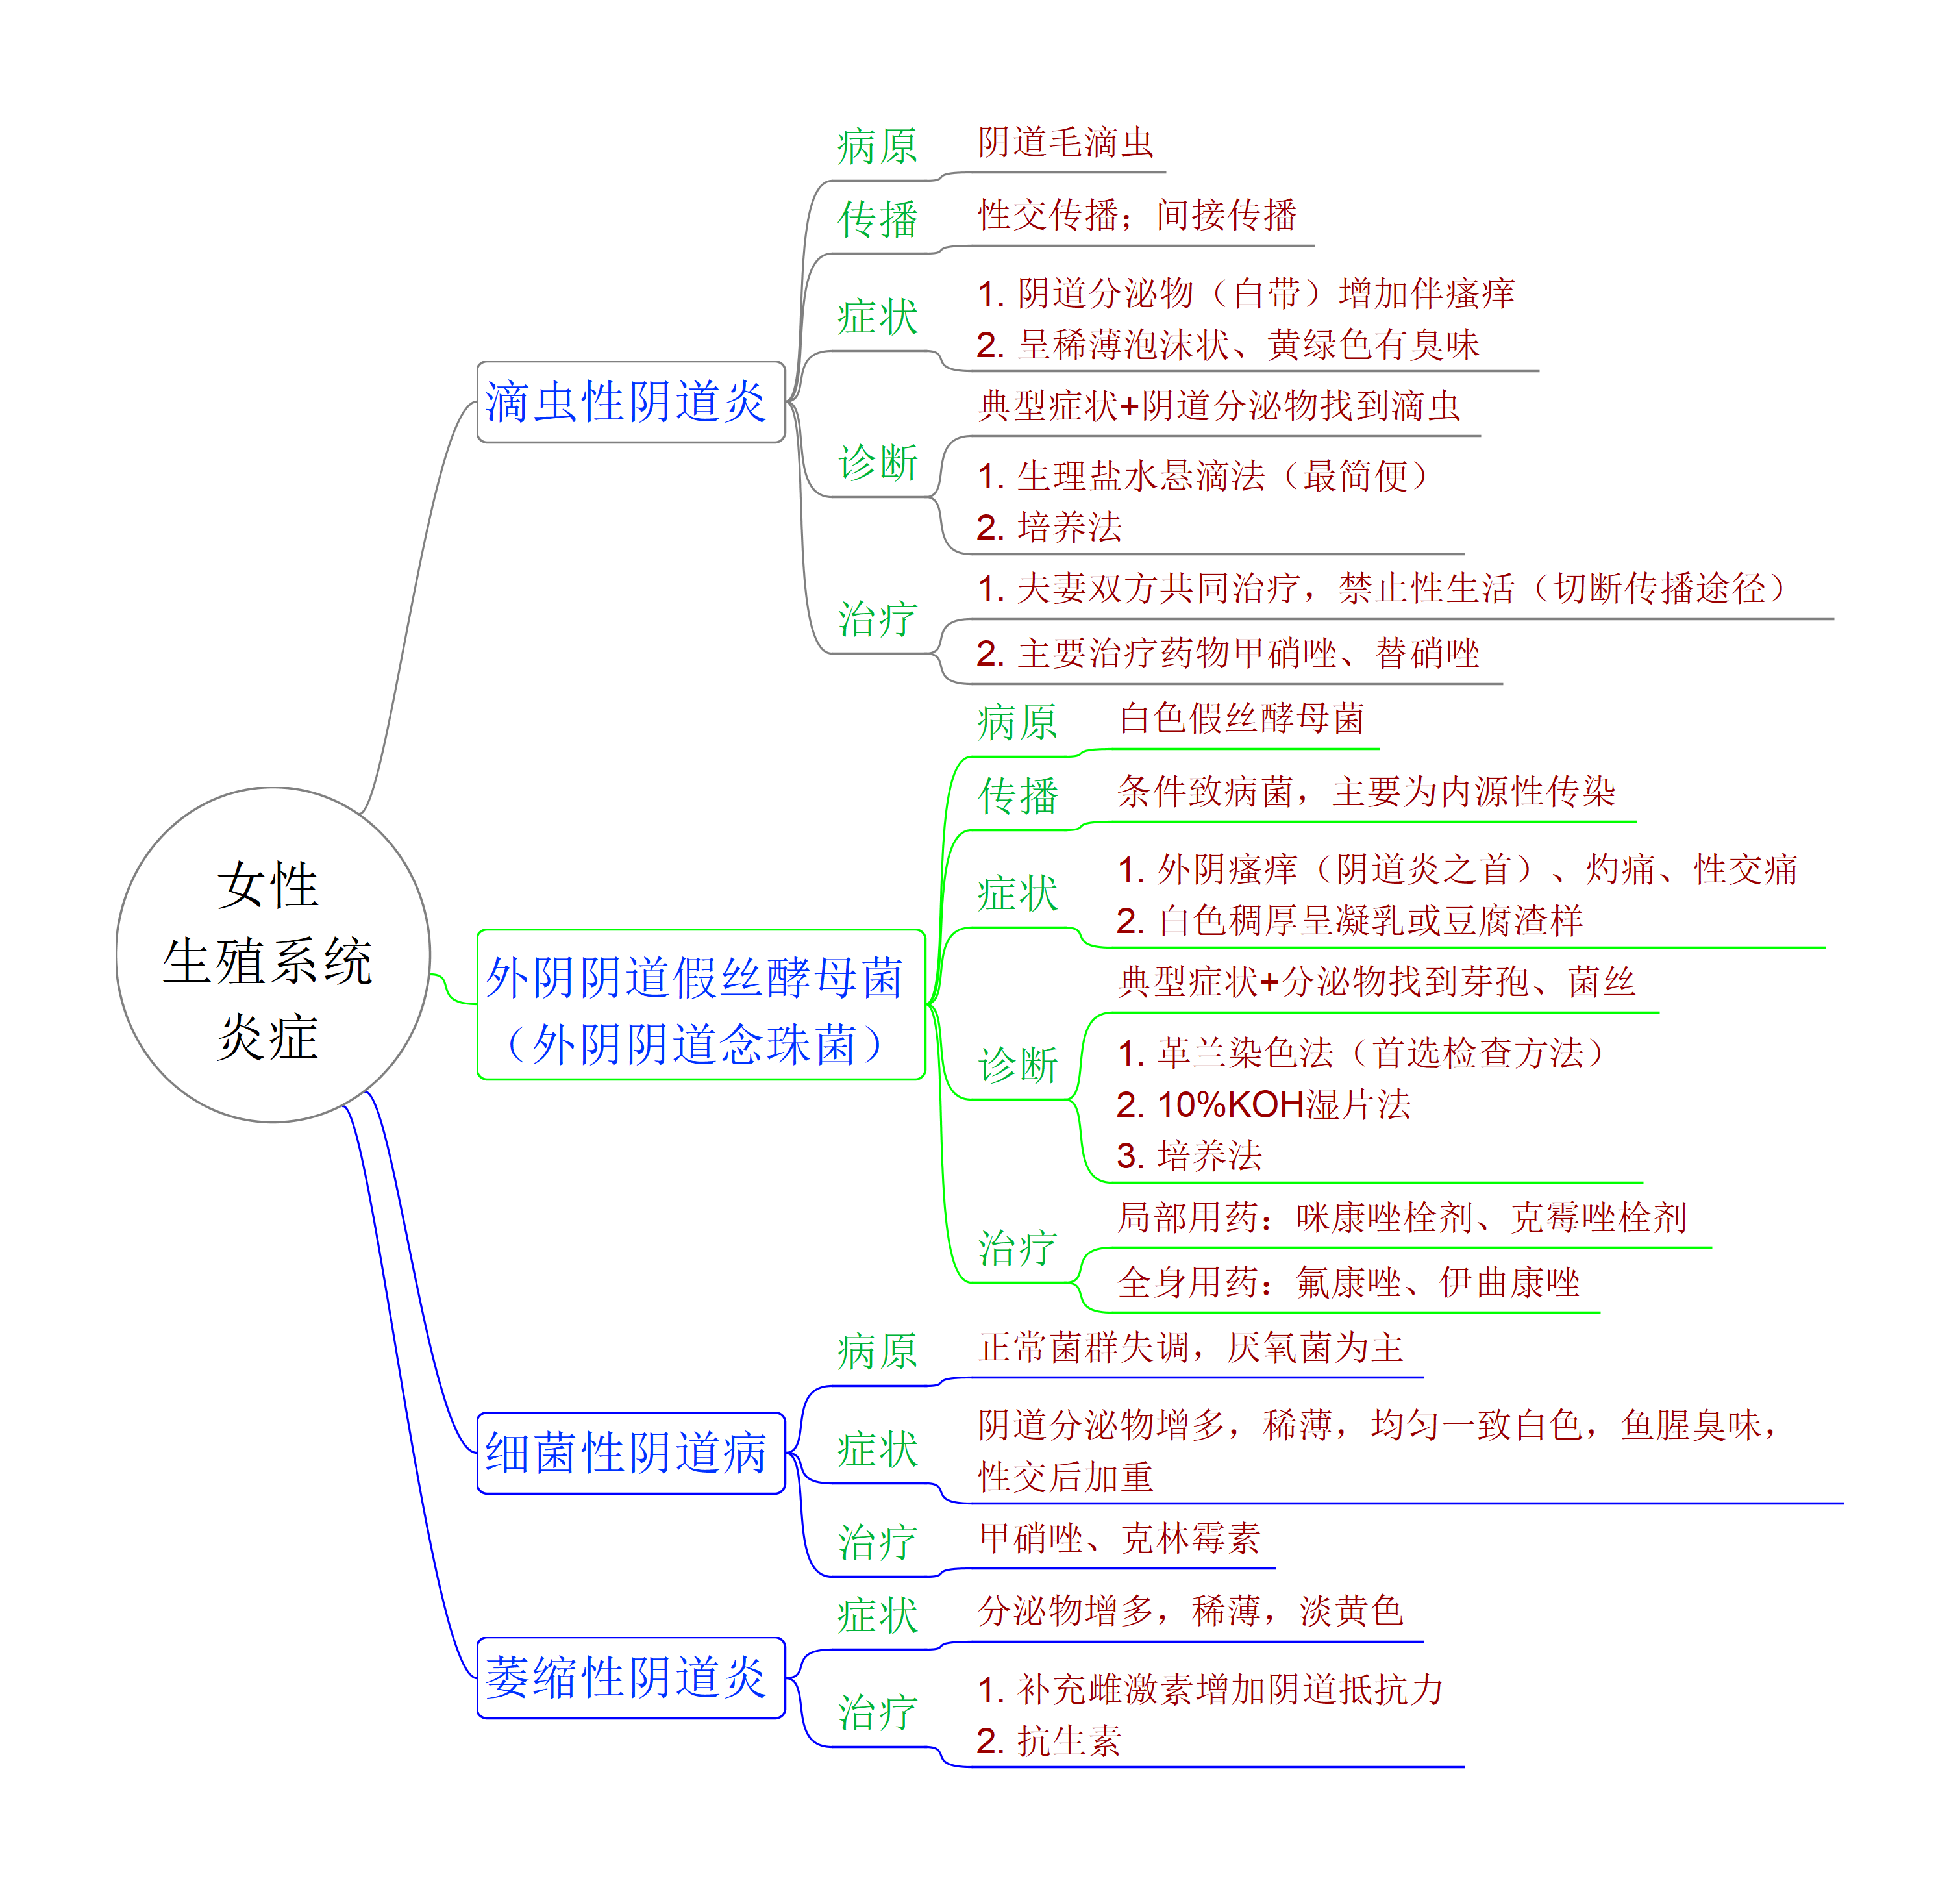 女性
生殖系统
炎症
滴虫性阴道炎
病原
阴道毛滴虫
传播
性交传播；间接传播
症状
1. 阴道分泌物（白带）增加伴瘙痒
2. 呈稀薄泡沫状、黄绿色有臭味
诊断
典型症状+阴道分泌物找到滴虫
1. 生理盐水悬滴法（最简便）
2. 培养法
治疗
1. 夫妻双方共同治疗，禁止性生活（切断传播途径）
2. 主要治疗药物甲硝唑、替硝唑
外阴阴道假丝酵母菌
（外阴阴道念珠菌）
病原
白色假丝酵母菌
传播
条件致病菌，主要为内源性传染
症状
1. 外阴瘙痒（阴道炎之首）、灼痛、性交痛
2. 白色稠厚呈凝乳或豆腐渣样
诊断
典型症状+分泌物找到芽孢、菌丝
1. 革兰染色法（首选检查方法）
2. 10%KOH湿片法
3. 培养法
治疗
局部用药：咪康唑栓剂、克霉唑栓剂
全身用药：氟康唑、伊曲康唑
细菌性阴道病
病原
正常菌群失调，厌氧菌为主
症状
阴道分泌物增多，稀薄，均匀一致白色，鱼腥臭味，
性交后加重
治疗
甲硝唑、克林霉素
萎缩性阴道炎
症状
分泌物增多，稀薄，淡黄色
治疗
1. 补充雌激素增加阴道抵抗力
2. 抗生素